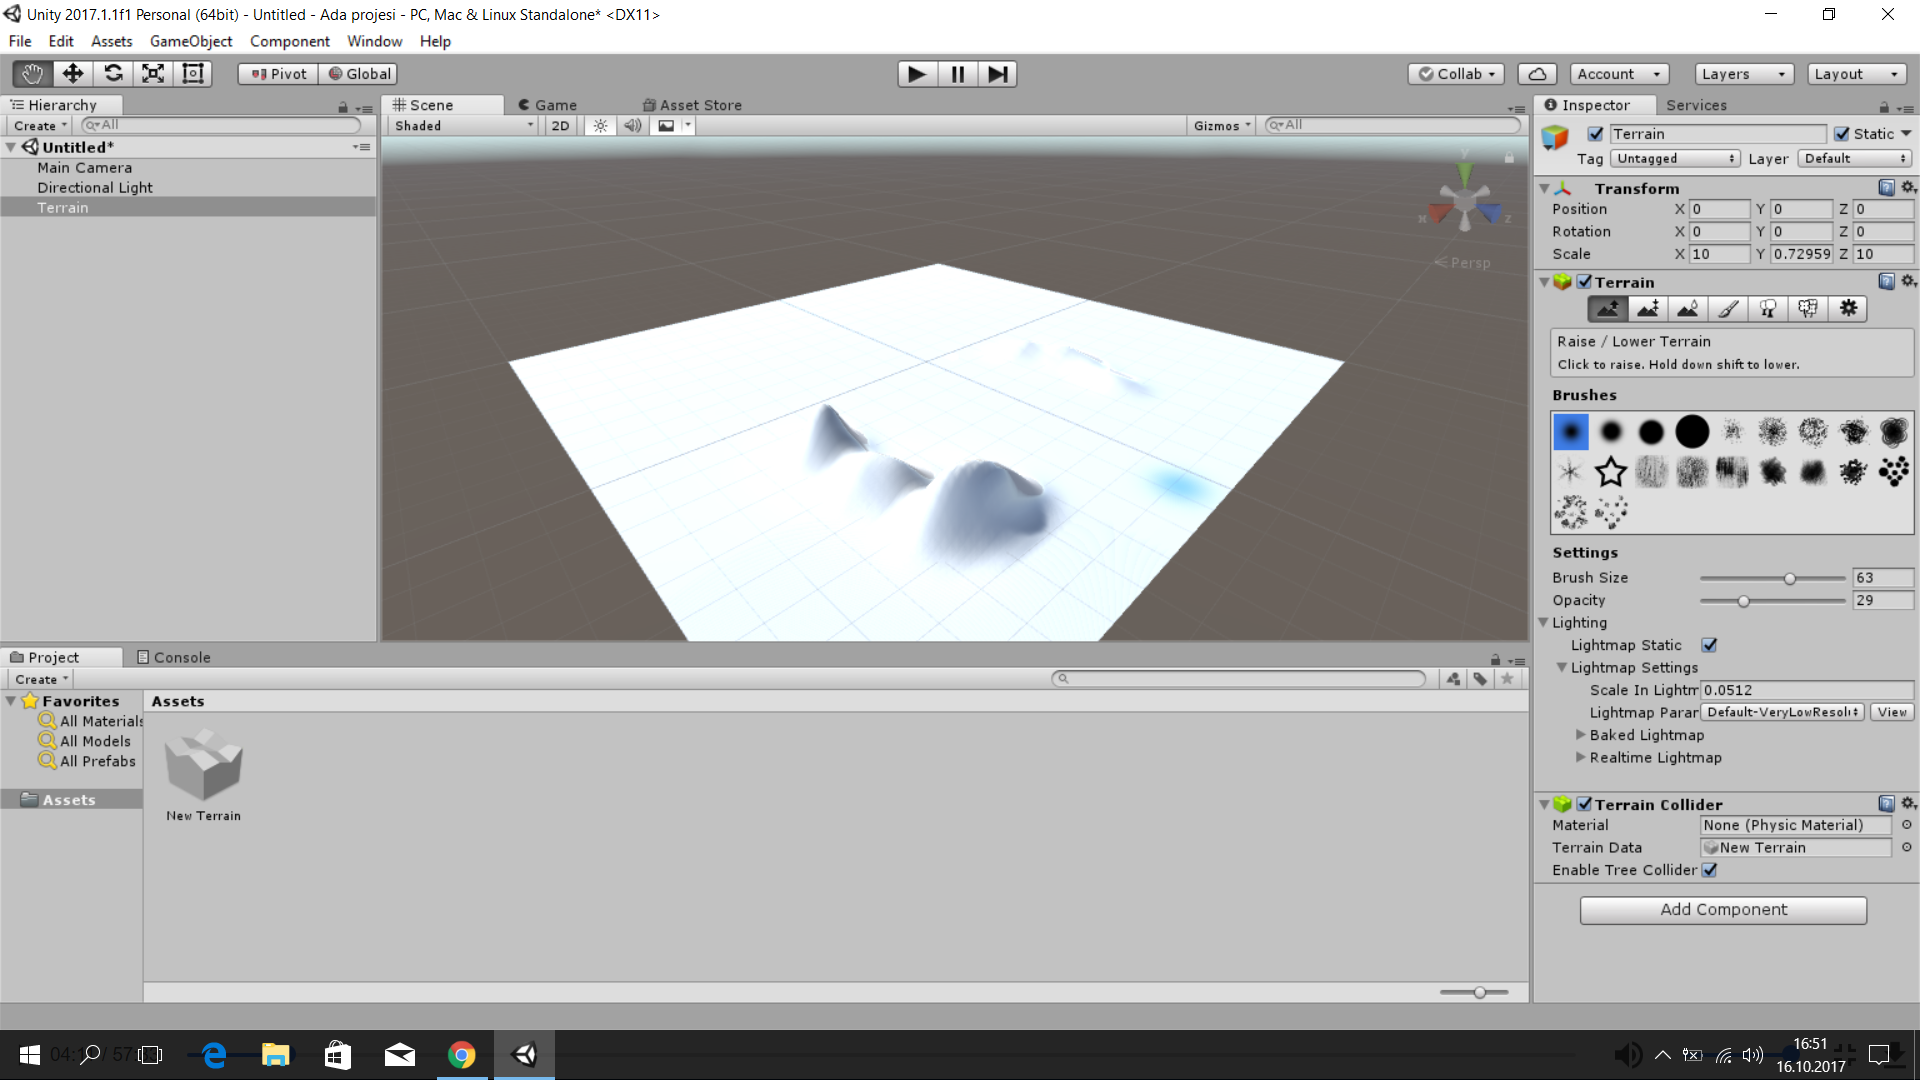 Unity 2017.1.1f1 Personal (64bit) - Untitled - Ada projesi - PC, Mac & Linux Standalone* <DX11>
File Edit Assets GameObject Component Window Help
Pivot Global Collab Account Layers Layout
Hierarchy
Create All
Untitled*
Main Camera
Directional Light
Terrain
Scene Game Asset Store
Shaded 2D Gizmos All
y
x z
Persp
Inspector Services
Terrain Static
Tag Untagged Layer Default
Transform
Position X 0 Y 0 Z 0
Rotation X 0 Y 0 Z 0
Scale X 10 Y 0.72959 Z 10
Terrain
Raise / Lower Terrain
Click to raise. Hold down shift to lower.
Brushes
Settings
Brush Size 63
Opacity 29
Lighting
Lightmap Static
Lightmap Settings
Scale In Lightm 0.0512
Lightmap Parar Default-VeryLowResolu View
Baked Lightmap
Realtime Lightmap
Terrain Collider
Material None (Physic Material)
Terrain Data New Terrain
Enable Tree Collider
Add Component
Project Console
Create
Favorites
All Materials
All Models
All Prefabs
Assets
Assets
New Terrain
16:51
16.10.2017